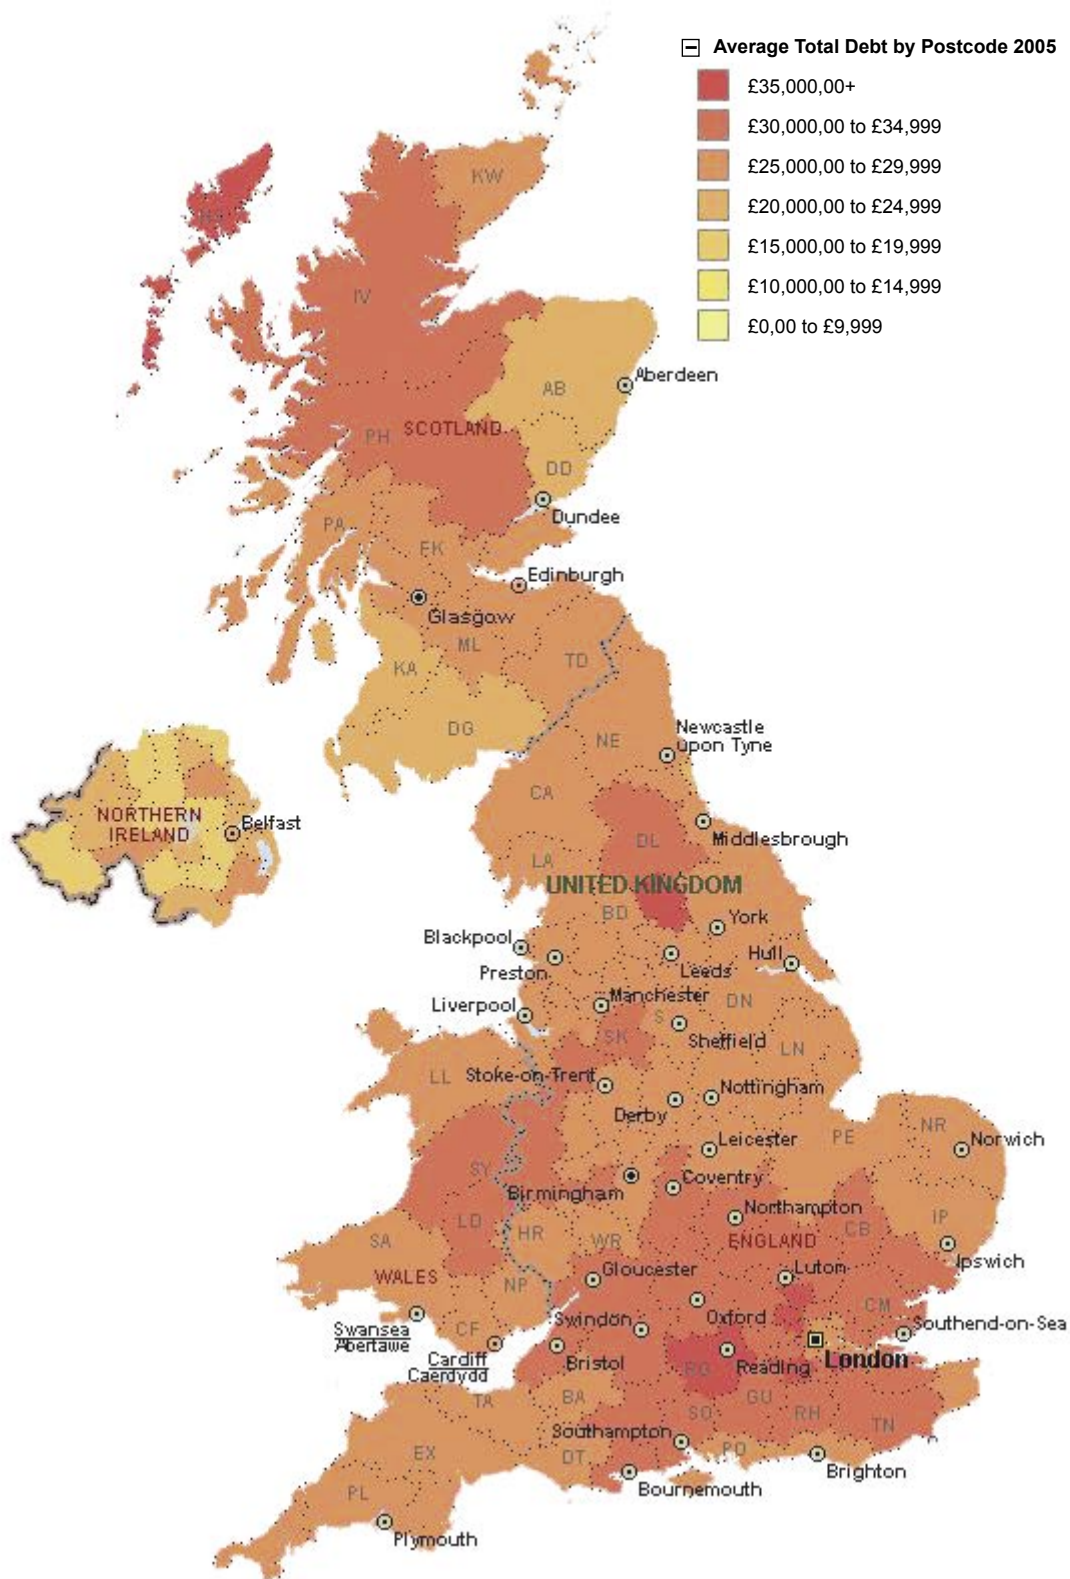 Average Total Debt by Postcode 2005
£35,000,00+
£30,000,00 to £34,999
£25,000,00 to £29,999
£20,000,00 to £24,999
£15,000,00 to £19,999
£10,000,00 to £14,999
£0,00 to £9,999
KW
HS
IV
AB
Aberdeen
PH
SCOTLAND
DD
Dundee
PA
FK
Edinburgh
Glasgow
ML
KA
TD
DG
Newcastle
upon Tyne
NE
CA
NORTHERN
IRELAND
Belfast
Middlesbrough
DL
LA
UNITED KINGDOM
BD
York
Blackpool
Preston
Leeds
Hull
Liverpool
Manchester
DN
S
SK
Sheffield
LN
LL
Stoke-on-Trent
Derby
Nottingham
Leicester
PE
NR
Norwich
SY
Birmingham
Coventry
LD
HR
WR
Northampton
ENGLAND
CB
IP
Ipswich
SA
WALES
NP
Gloucester
Luton
CM
Swansea
Abertawe
CF
Cardiff
Caerdydd
Swindon
Oxford
Southend-on-Sea
Bristol
RG
Reading
London
TA
BA
GU
SO
RH
TN
Southampton
EX
DT
PO
Brighton
Bournemouth
PL
Plymouth